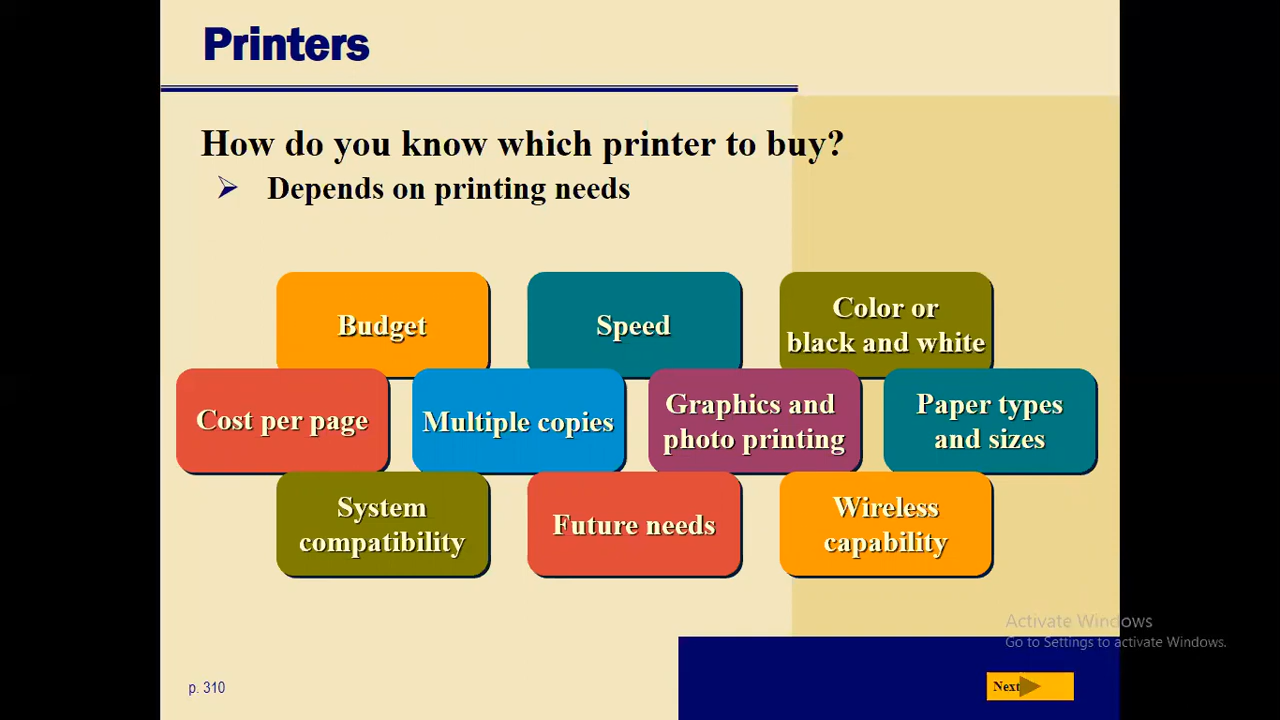 Printers
How do you know which printer to buy?
Depends on printing needs
Budget
Speed
Color or
black and white
Cost per page
Multiple copies
Graphics and
photo printing
Paper types
and sizes
System
compatibility
Future needs
Wireless
capability
Activate Windows
Go to Settings to activate Windows.
p. 310
Next